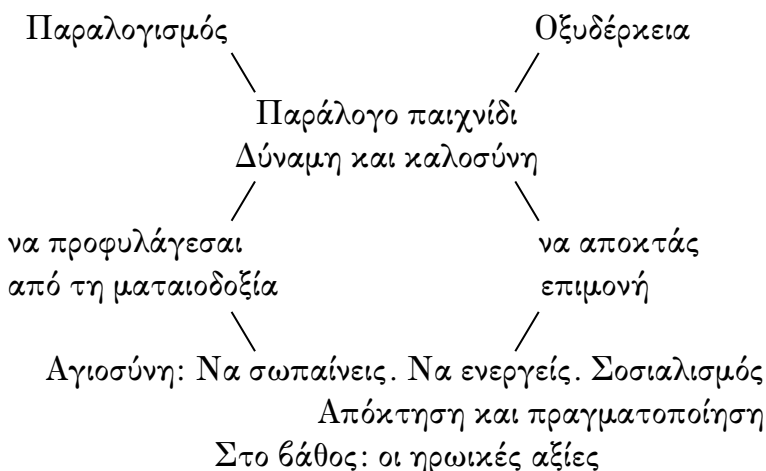 Παραλογισμός
Οξυδέρκεια
Παράλογο παιχνίδι
Δύναμη και καλοσύνη
να προφυλάγεσαι
από τη ματαιοδοξία
να αποκτάς
επιμονή
Αγιοσύνη: Να σωπαίνεις. Να ενεργείς. Σοσιαλισμός
Απόκτηση και πραγματοποίηση
Στο βάθος: οι ηρωικές αξίες